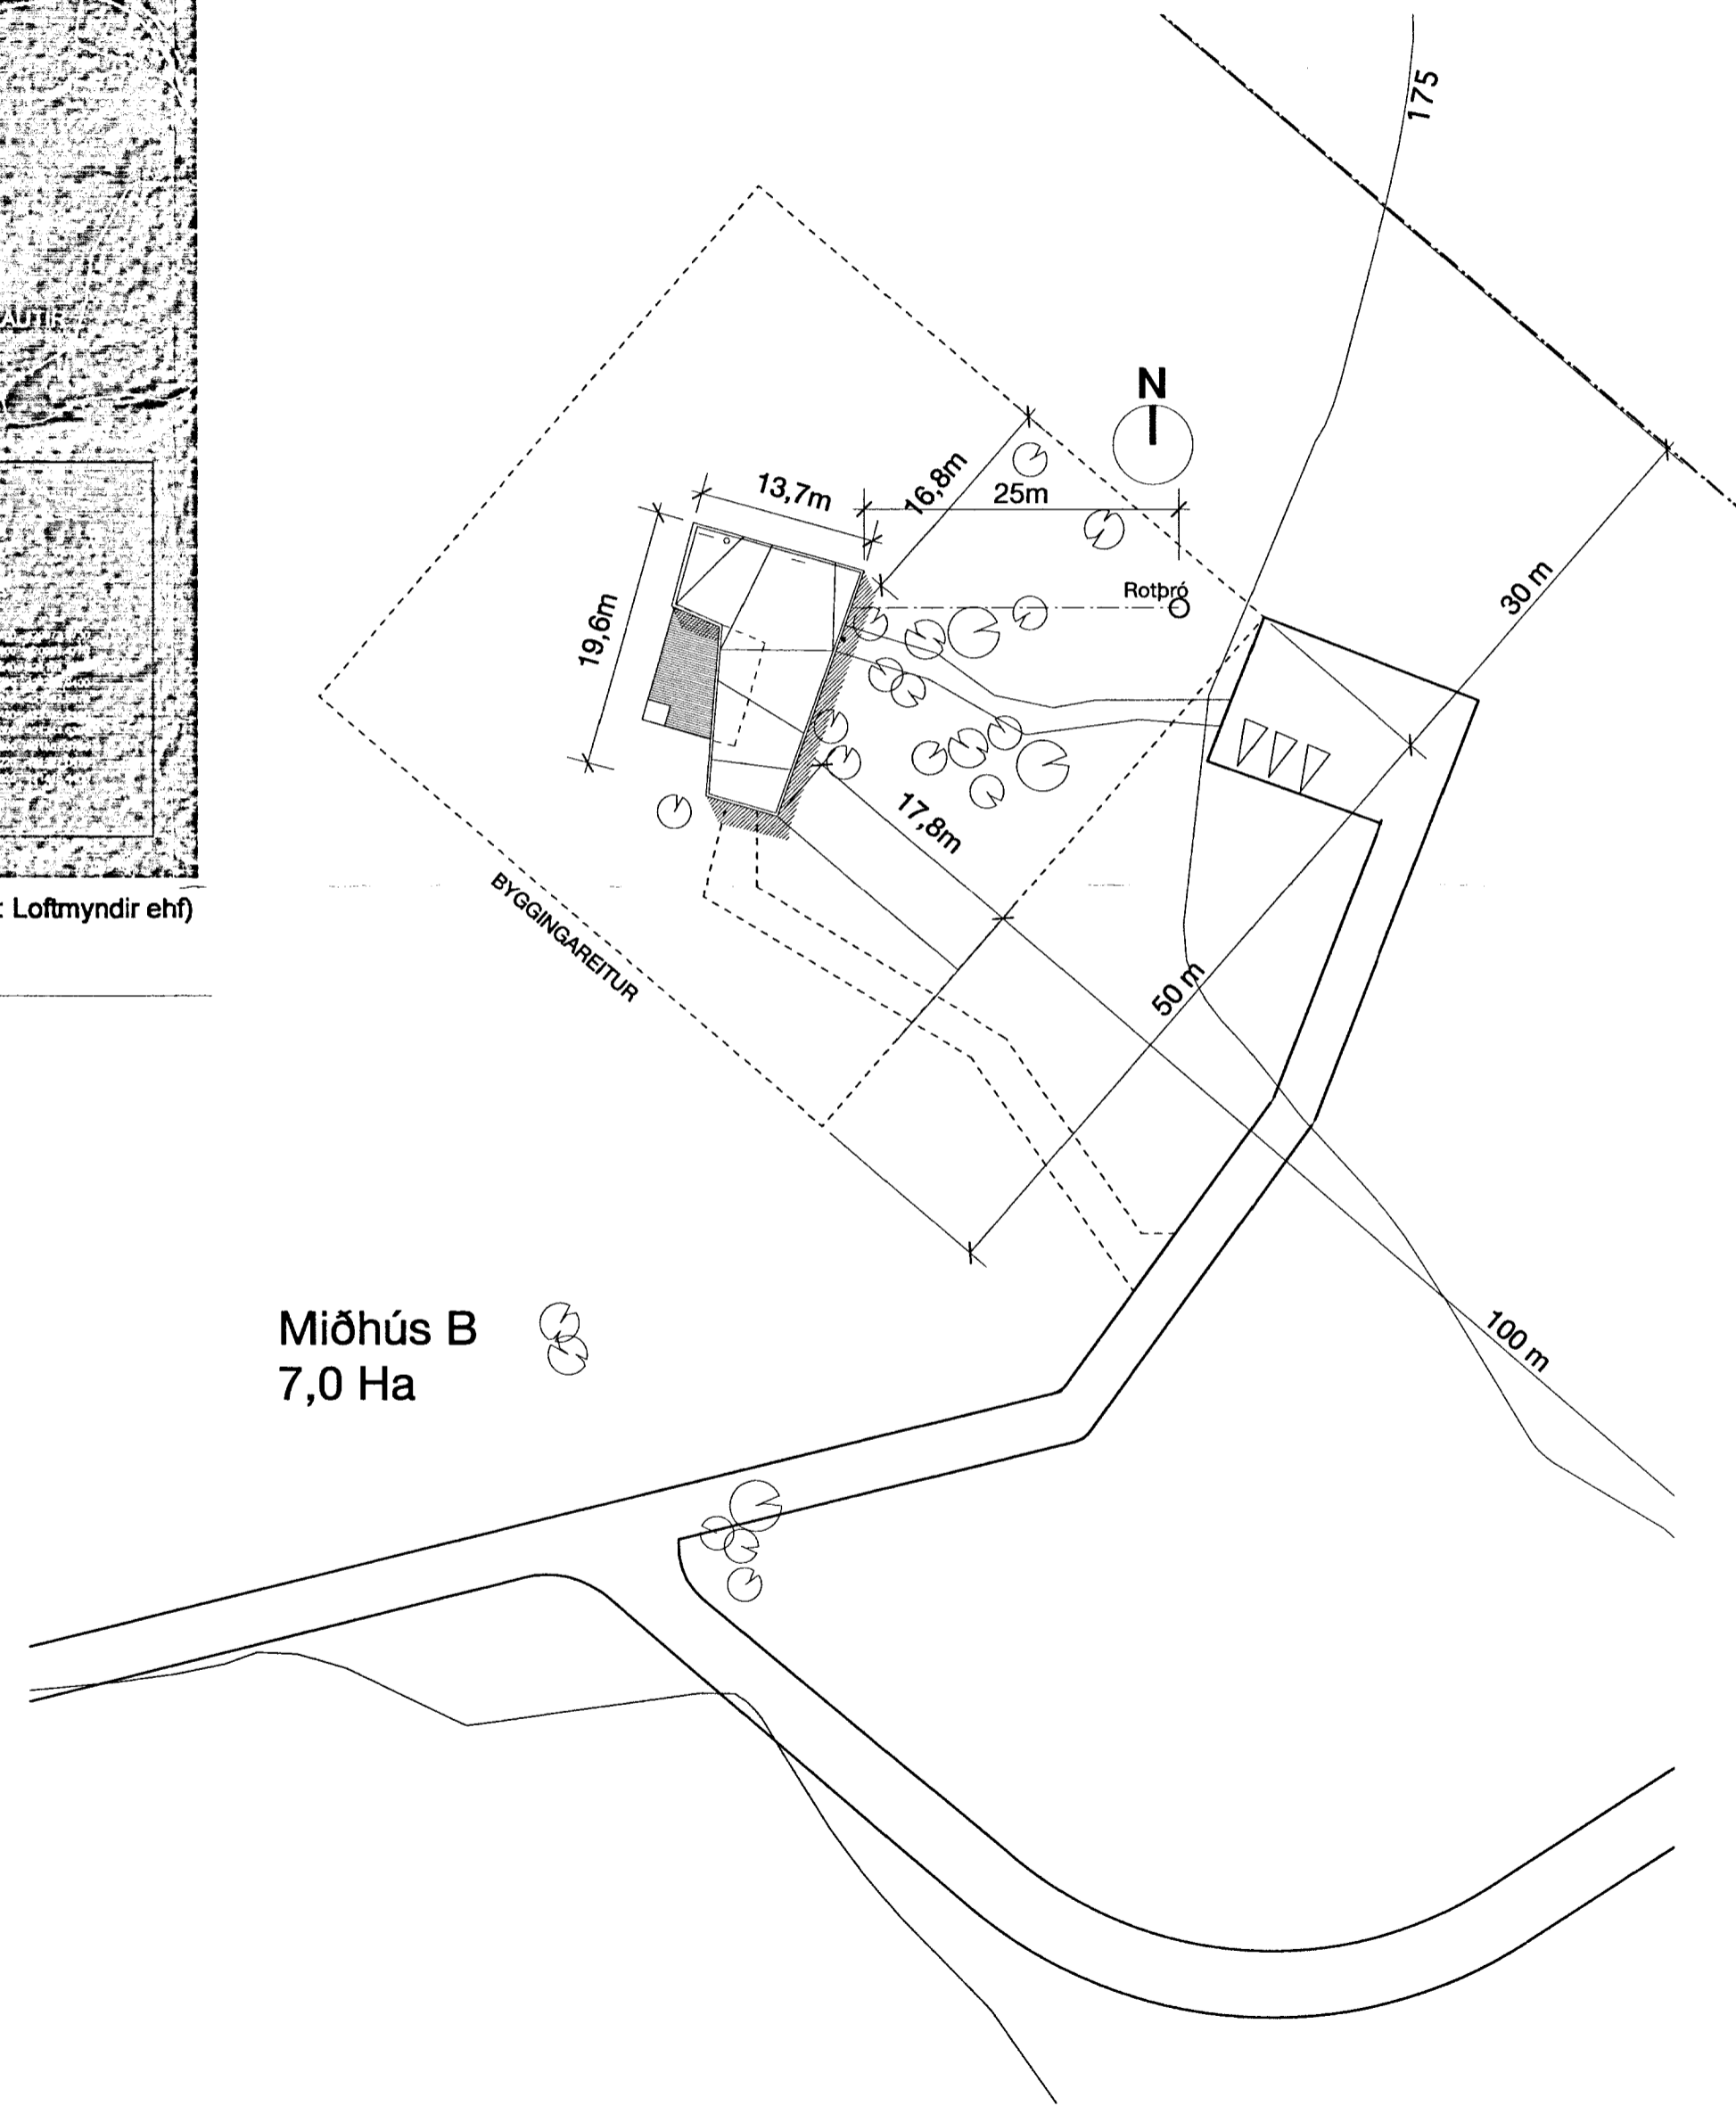 175
N
13,7m
16,8m
25m
Rotþró
30 m
19,6m
17,8m
BYGGINGAREITUR
: Loftmyndir ehf)
50 m
100 m
Miðhús B
7,0 Ha